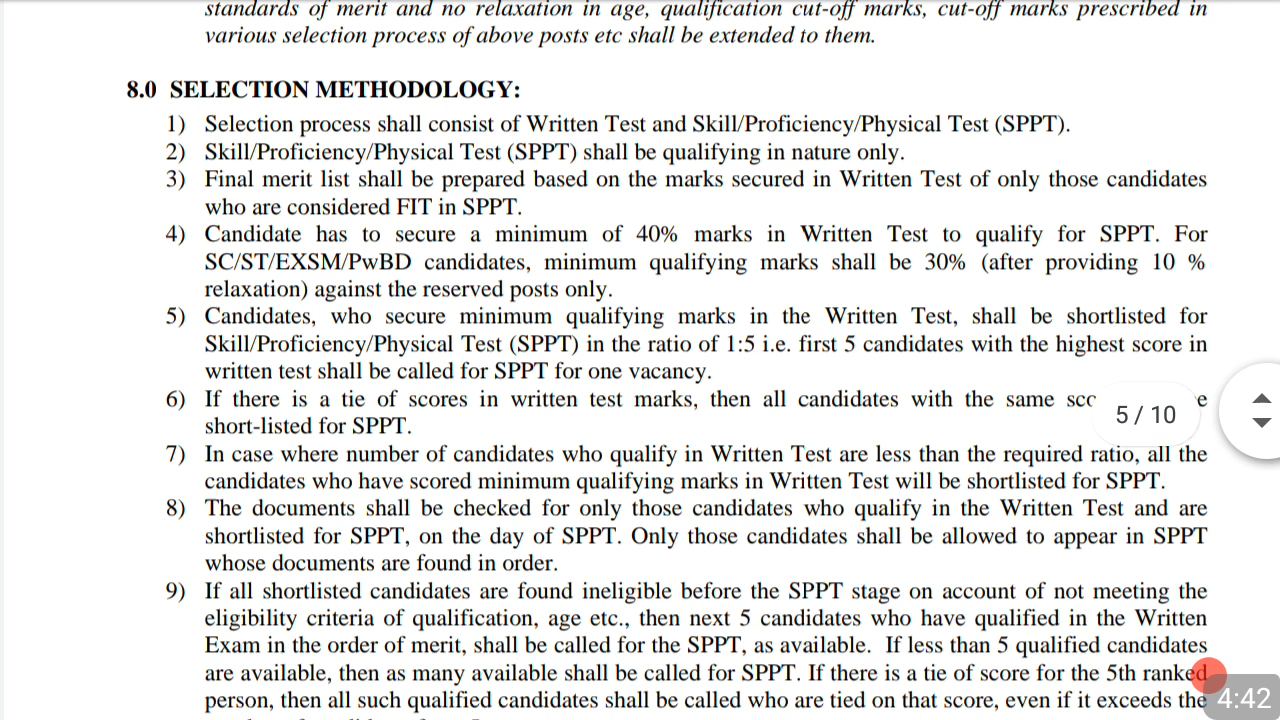 standards of merit and no relaxation in age, qualification cut-off marks, cut-off marks prescribed in
various selection process of above posts etc shall be extended to them.
8.0 SELECTION METHODOLOGY:
1) Selection process shall consist of Written Test and Skill/Proficiency/Physical Test (SPPT).
2) Skill/Proficiency/Physical Test (SPPT) shall be qualifying in nature only.
3) Final merit list shall be prepared based on the marks secured in Written Test of only those candidates
who are considered FIT in SPPT.
4) Candidate has to secure a minimum of 40% marks in Written Test to qualify for SPPT. For
SC/ST/EXSM/PwBD candidates, minimum qualifying marks shall be 30% (after providing 10 %
relaxation) against the reserved posts only.
5) Candidates, who secure minimum qualifying marks in the Written Test, shall be shortlisted for
Skill/Proficiency/Physical Test (SPPT) in the ratio of 1:5 i.e. first 5 candidates with the highest score in
written test shall be called for SPPT for one vacancy.
6) If there is a tie of scores in written test marks, then all candidates with the same
short-listed for SPPT.
5 / 10
7) In case where number of candidates who qualify in Written Test are less than the required ratio, all the
candidates who have scored minimum qualifying marks in Written Test will be shortlisted for SPPT.
8) The documents shall be checked for only those candidates who qualify in the Written Test and are
shortlisted for SPPT, on the day of SPPT. Only those candidates shall be allowed to appear in SPPT
whose documents are found in order.
9) If all shortlisted candidates are found ineligible before the SPPT stage on account of not meeting the
eligibility criteria of qualification, age etc., then next 5 candidates who have qualified in the Written
Exam in the order of merit, shall be called for the SPPT, as available. If less than 5 qualified candidates
are available, then as many available shall be called for SPPT. If there is a tie of score for the 5th ranked
person, then all such qualified candidates shall be called who are tied on that score, even if it exceeds the
4:42